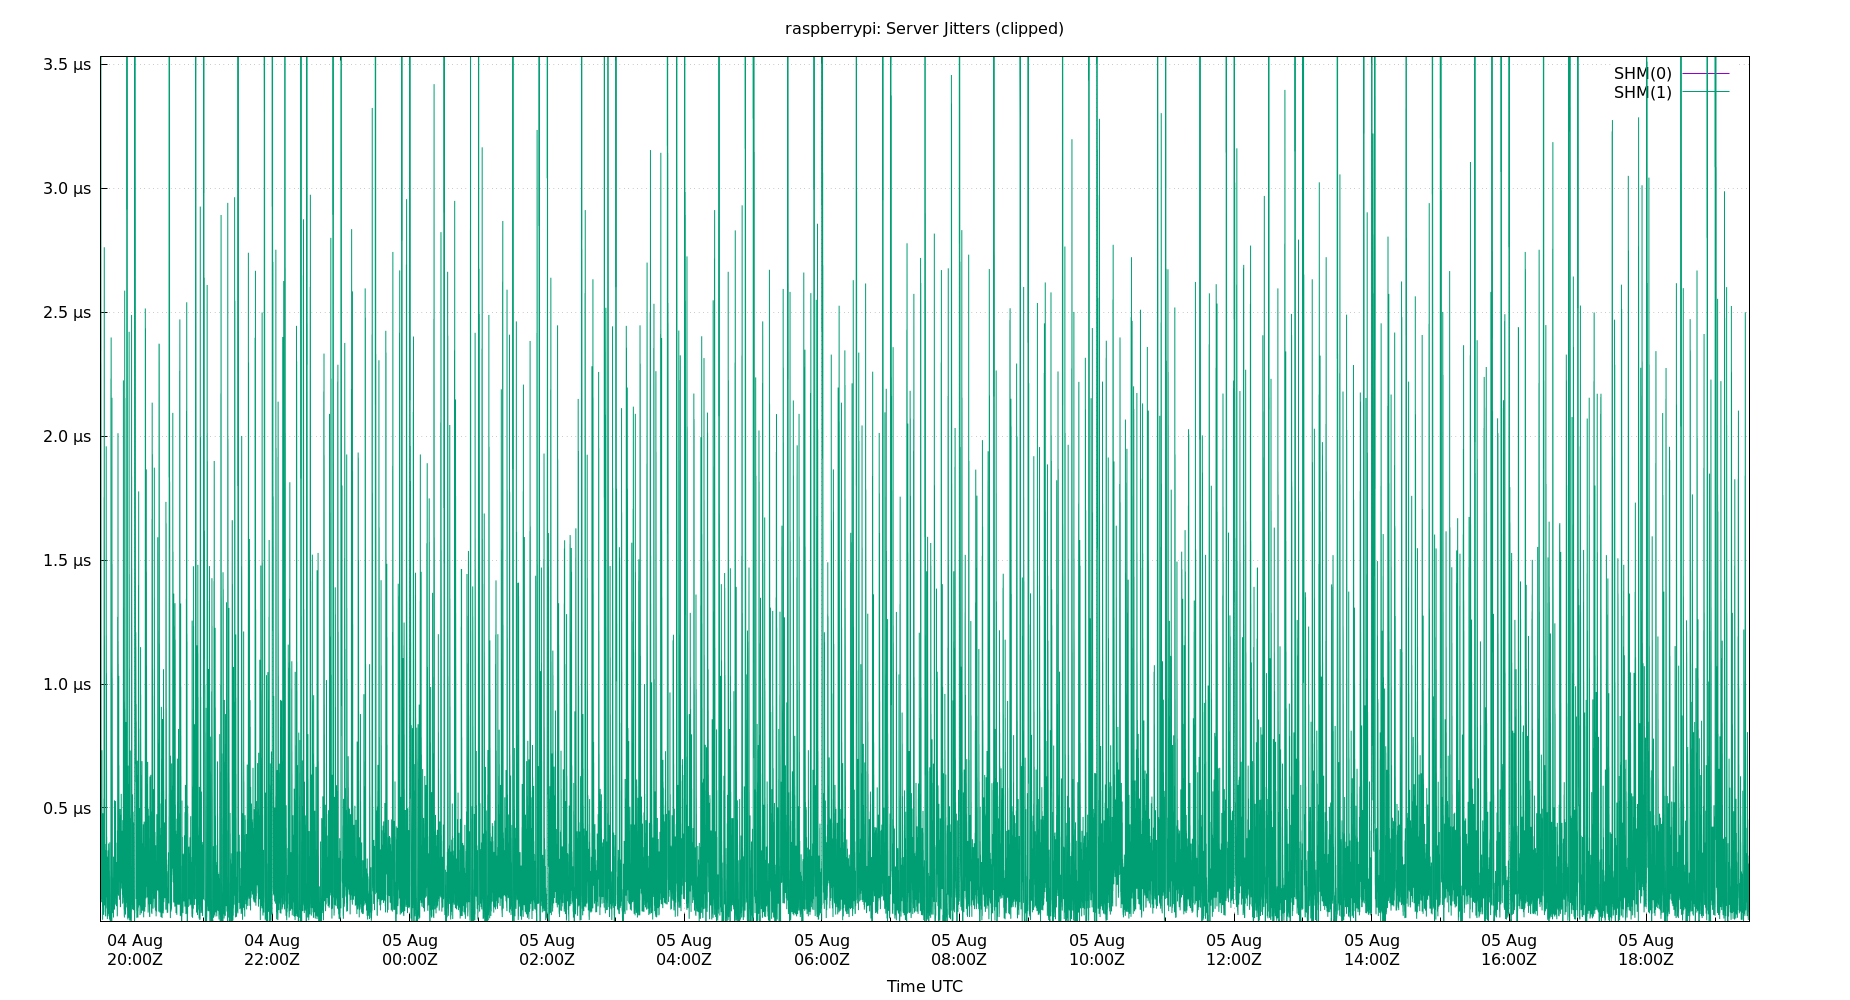 raspberrypi: Server Jitters (clipped)
3.5 µs
3.0 µs
2.5 µs
2.0 µs
1.5 µs
1.0 µs
0.5 µs
SHM(0)
SHM(1)
04 Aug 04 Aug 05 Aug 05 Aug 05 Aug 05 Aug 05 Aug 05 Aug 05 Aug 05 Aug 05 Aug 05 Aug
20:00Z 22:00Z 00:00Z 02:00Z 04:00Z 06:00Z 08:00Z 10:00Z 12:00Z 14:00Z 16:00Z 18:00Z
Time UTC